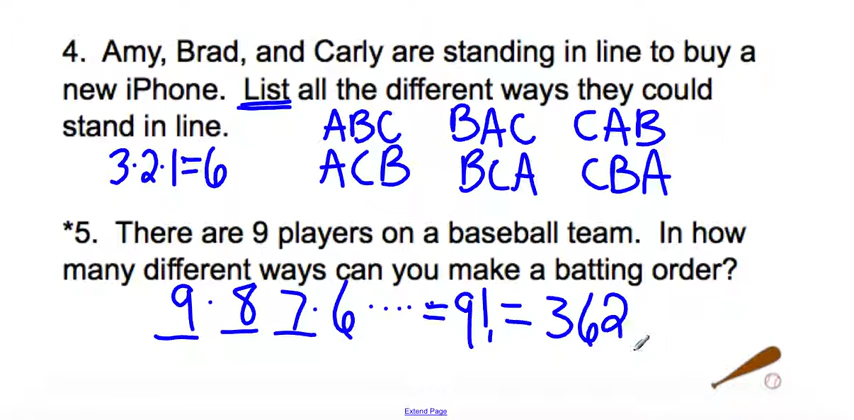 4. Amy, Brad, and Carly are standing in line to buy a
new iPhone. List all the different ways they could
stand in line. ABC BAC CAB
3·2·1=6 ACB BCA CBA
*5. There are 9 players on a baseball team. In how
many different ways can you make a batting order?
9·8 7·6 ····=9!=362
Extend Page